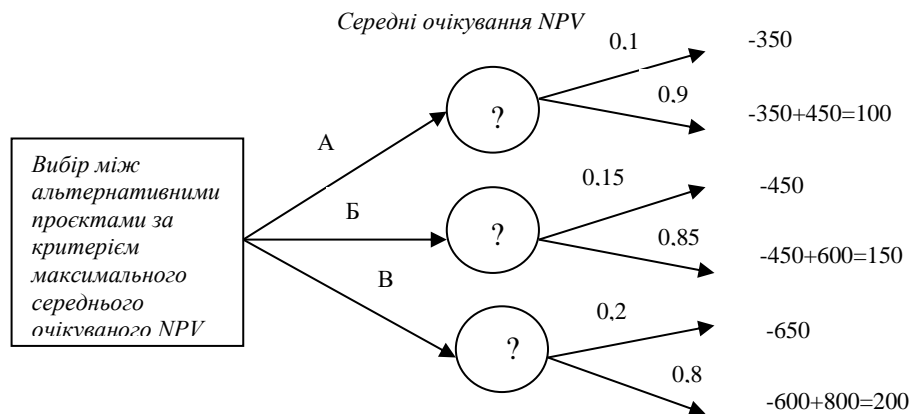 Середні очікування NPV
0,1
-350
0,9
-350+450=100
?
А
Вибір між
альтернативними
проєктами за
критерієм
максимального
середнього
очікуваного NPV
0,15
-450
Б
?
0,85
-450+600=150
В
0,2
-650
?
0,8
-600+800=200